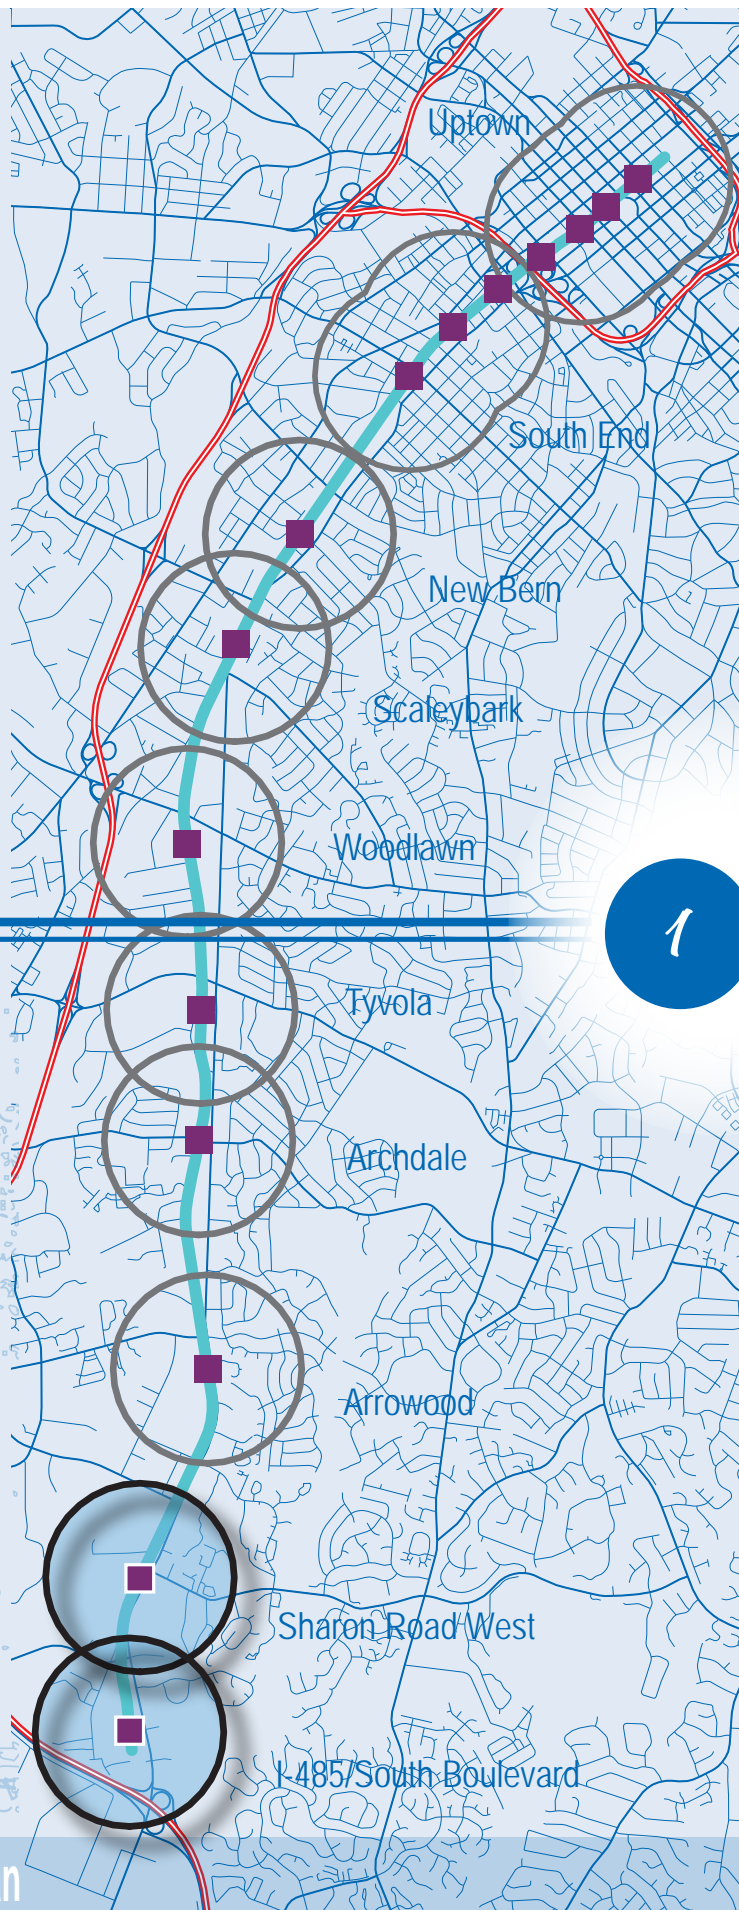 Uptown
South End
New Bern
Scaleybark
Woodlawn
1
Tyvola
Archdale
Arrowood
Sharon Road West
I-485/South Boulevard